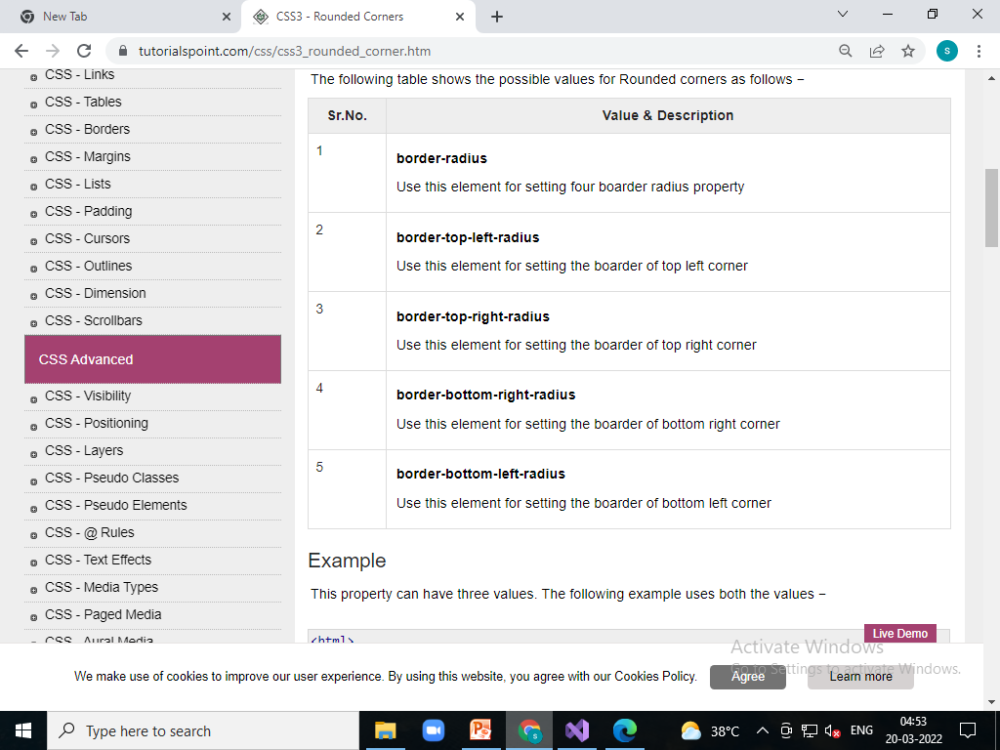 New Tab
CSS3 - Rounded Corners
tutorialspoint.com/css/css3_rounded_corner.htm
S
CSS - Links
CSS - Tables
CSS - Borders
CSS - Margins
CSS - Lists
CSS - Padding
CSS - Cursors
CSS - Outlines
CSS - Dimension
CSS - Scrollbars
CSS Advanced
CSS - Visibility
CSS - Positioning
CSS - Layers
CSS - Pseudo Classes
CSS - Pseudo Elements
CSS - @ Rules
CSS - Text Effects
CSS - Media Types
CSS - Paged Media
CSS - Aural Media
The following table shows the possible values for Rounded corners as follows −
Sr.No. Value & Description
1
border-radius
Use this element for setting four boarder radius property
2
border-top-left-radius
Use this element for setting the boarder of top left corner
3
border-top-right-radius
Use this element for setting the boarder of top right corner
4
border-bottom-right-radius
Use this element for setting the boarder of bottom right corner
5
border-bottom-left-radius
Use this element for setting the boarder of bottom left corner
Example
This property can have three values. The following example uses both the values −
Live Demo
<html>
Activate Windows
Go to Settings to activate Windows.
We make use of cookies to improve our user experience. By using this website, you agree with our Cookies Policy. Agree Learn more
Type here to search
38°C
ENG
04:53
20-03-2022